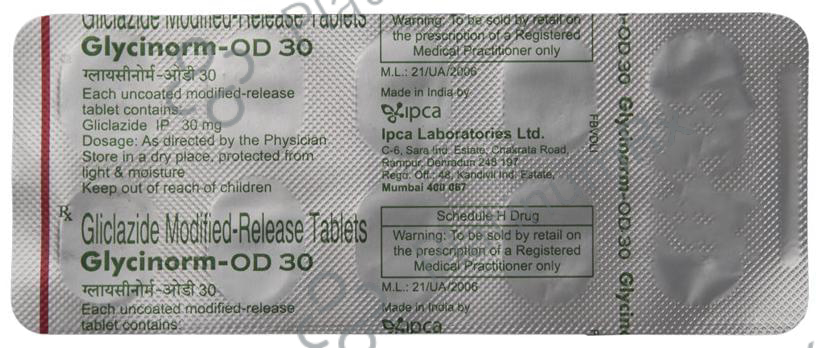 Gliclazide Modified-Release Tablets
Glycinorm-OD 30
ग्लायसीनोर्म-ओडी 30
Each uncoated modified-release
tablet contains:
Gliclazide IP 30 mg
Dosage: As directed by the Physician
Store in a dry place, protected from
light & moisture
Keep out of reach of children
Warning: To be sold by retail on
the prescription of a Registered
Medical Practitioner only
M.L.: 21/UA/2006
Made in India by
ipca
Ipca Laboratories Ltd.
C-6, Sara Ind. Estate, Chakrata Road,
Rampur, Dehradun 248 197
Regd. Off.: 48, Kandivli Ind. Estate,
Mumbai 400 067
Rx
Gliclazide Modified-Release Tablets
Glycinorm-OD 30
ग्लायसीनोर्म-ओडी 30
Each uncoated modified-release
tablet contains:
Schedule H Drug
Warning: To be sold by retail on
the prescription of a Registered
Medical Practitioner only
M.L.: 21/UA/2006
Made in India by
ipca
-OD 30 Glycinorm-OD 30 Glycinorm-OD 30 Glycin